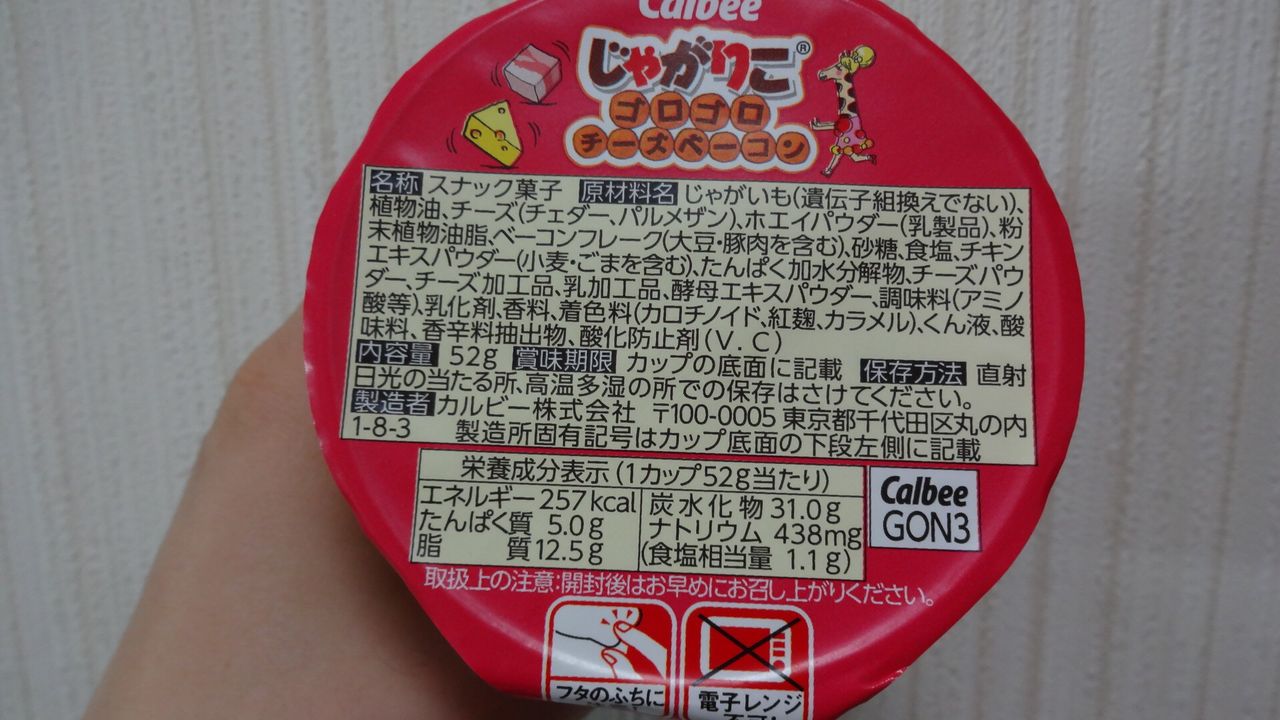 Calbee
じゃがりこ®
ゴロゴロ
チーズベーコン
名称 スナック菓子 原材料名 じゃがいも(遺伝子組換えでない)、
植物油、チーズ(チェダー、パルメザン)、ホエイパウダー(乳製品)、粉
末植物油脂、ベーコンフレーク(大豆・豚肉を含む)、砂糖、食塩、チキン
エキスパウダー(小麦・ごまを含む)、たんぱく加水分解物、チーズパウ
ダー、チーズ加工品、乳加工品、酵母エキスパウダー、調味料(アミノ
酸等)、乳化剤、香料、着色料(カロチノイド、紅麹、カラメル)、くん液、酸
味料、香辛料抽出物、酸化防止剤(V.C)
内容量 52g 賞味期限 カップの底面に記載 保存方法 直射
日光の当たる所、高温多湿の所での保存はさけてください。
製造者 カルビー株式会社 〒100-0005 東京都千代田区丸の内
1-8-3 製造所固有記号はカップ底面の下段左側に記載
栄養成分表示(1カップ52g当たり)
エネルギー 257kcal 炭水化物 31.0g
たんぱく質 5.0g ナトリウム 438mg
脂質 12.5g (食塩相当量 1.1g)
Calbee
GON3
取扱上の注意:開封後はお早めにお召し上がりください。
フタのふちに
電子レンジ